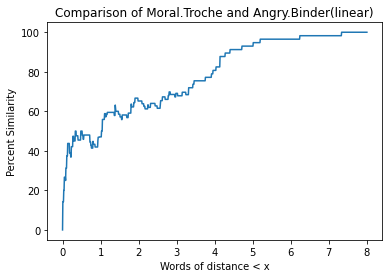 Comparison of Moral.Troche and Angry.Binder(linear)
100
80
60
40
20
0
Percent Similarity
0 1 2 3 4 5 6 7 8
Words of distance < x